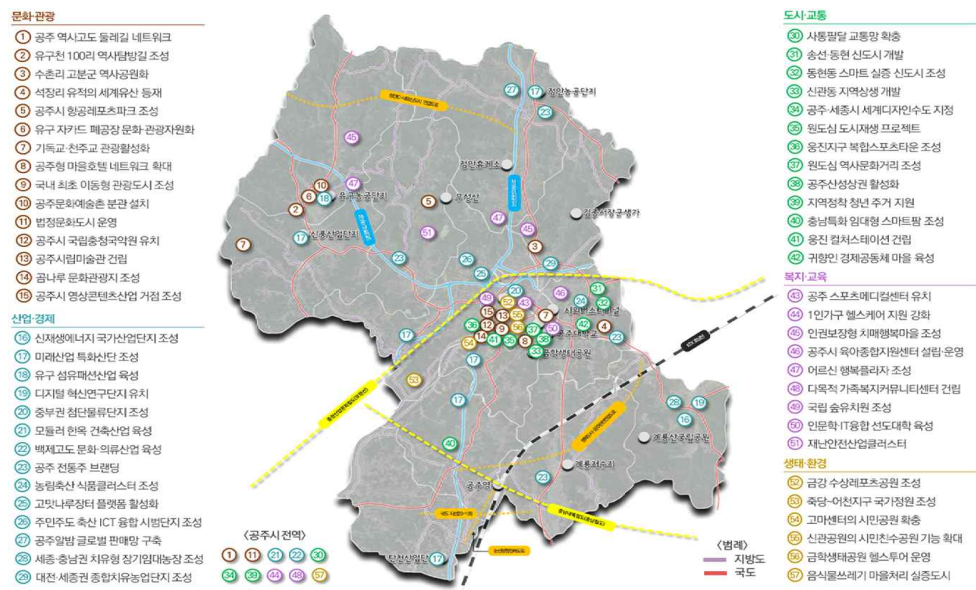 문화·관광
① 공주 역사고도 둘레길 네트워크
② 유구천 100리 역사탐방길 조성
③ 수촌리 고분군 역사공원화
④ 석장리 유적의 세계유산 등재
⑤ 공주시 항공레포츠파크 조성
⑥ 유구 자카드 폐공장 문화·관광자원화
⑦ 기독교·천주교 관광활성화
⑧ 공주형 마을호텔 네트워크 확대
⑨ 국내 최초 이동형 관광도시 조성
⑩ 공주문화예술촌 분관 설치
⑪ 법정문화도시 운영
⑫ 공주시 국립충청국악원 유치
⑬ 공주시립미술관 건립
⑭ 곰나루 문화관광지 조성
⑮ 공주시 영상콘텐츠산업 거점 조성
산업·경제
⑯ 신재생에너지 국가산업단지 조성
⑰ 미래산업 특화산단 조성
⑱ 유구 섬유패션산업 육성
⑲ 디지털 혁신연구단지 유치
⑳ 중부권 첨단물류단지 조성
㉑ 모듈러 한옥 건축산업 육성
㉒ 백제고도 문화·의류산업 육성
㉓ 공주 전통주 브랜딩
㉔ 농림축산 식품클러스터 조성
㉕ 고맛나루장터 플랫폼 활성화
㉖ 주민주도 축산 ICT 융합 시범단지 조성
㉗ 공주알밤 글로벌 판매망 구축
㉘ 세종·충남권 치유형 장기임대농장 조성
㉙ 대전·세종권 종합치유농업단지 조성
도시·교통
㉚ 사통팔달 교통망 확충
㉛ 송선·동현 신도시 개발
㉜ 동현동 스마트 실증 신도시 조성
㉝ 신관동 지역상생 개발
㉞ 공주·세종시 세계디자인수도 지정
㉟ 원도심 도시재생 프로젝트
㊱ 웅진지구 복합스포츠타운 조성
㊲ 원도심 역사문화거리 조성
㊳ 공주산성상권 활성화
㊴ 지역정착 청년 주거 지원
㊵ 충남특화 임대형 스마트팜 조성
㊶ 웅진 컬처스테이션 건립
㊷ 귀향인 경제공동체 마을 육성
복지·교육
㊸ 공주 스포츠메디컬센터 유치
㊹ 1인가구 헬스케어 지원 강화
㊺ 인권보장형 치매행복마을 조성
㊻ 공주시 육아종합지원센터 설립·운영
㊼ 어르신 행복플라자 조성
㊽ 다목적 가족복지커뮤니티센터 건립
㊾ 국립 숲유치원 조성
㊿ 인문학 IT융합 선도대학 육성
51 재난안전산업클러스터
생태·환경
52 금강 수상레포츠공원 조성
53 죽당~어천지구 국가정원 조성
54 고마센터의 시민공원 확충
55 신관공원의 시민친수공원 기능 확대
56 금학생태공원 헬스투어 운영
57 음식물쓰레기 마을처리 실증도시
정안농공단지
정안휴게소
유구농공단지
무성산
김종서장군생가
신풍산업단지
공주대학교
금학생태공원
계룡산국립공원
계룡저수지
공주역
탄천산업단지
〈공주시 전역〉
① ⑪ ㉑ ㉒ ㉚
㉞ ㊴ ㊹ ㊽ 57
〈범례〉
지방도
국도